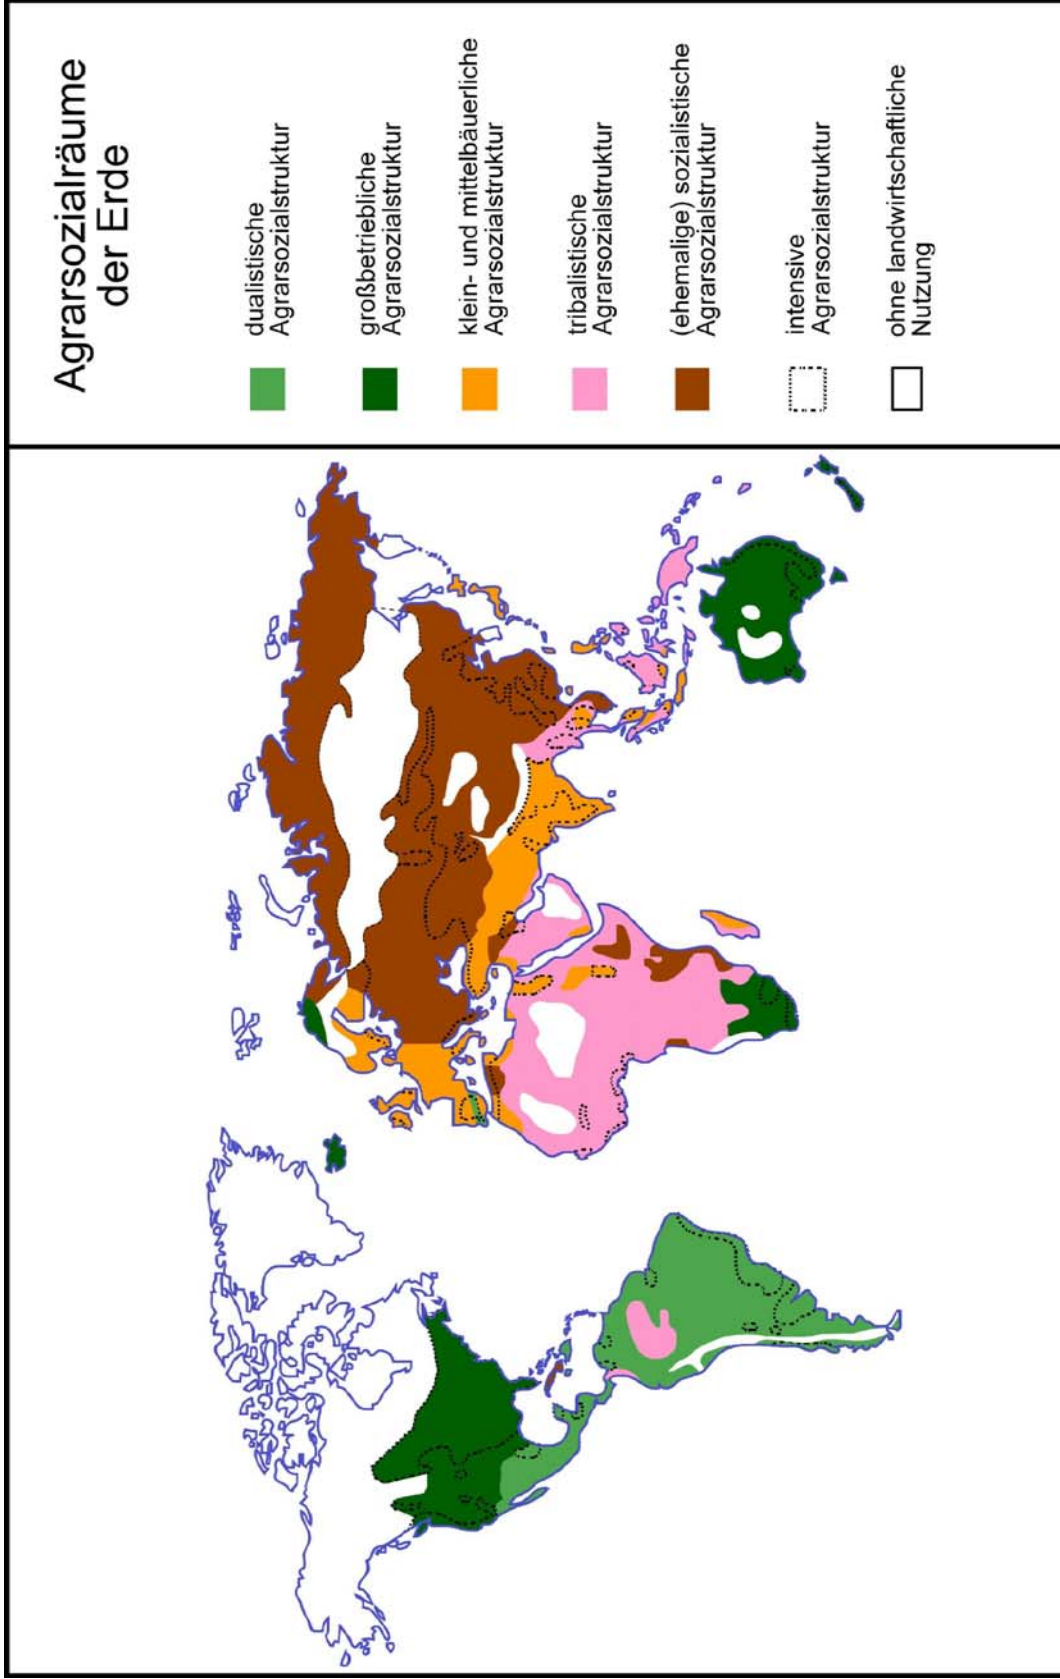 Agrarsozialräume
der Erde
dualistische
Agrarsozialstruktur
großbetriebliche
Agrarsozialstruktur
klein- und mittelbäuerliche
Agrarsozialstruktur
tribalistische
Agrarsozialstruktur
(ehemalige) sozialistische
Agrarsozialstruktur
intensive
Agrarsozialstruktur
ohne landwirtschaftliche
Nutzung